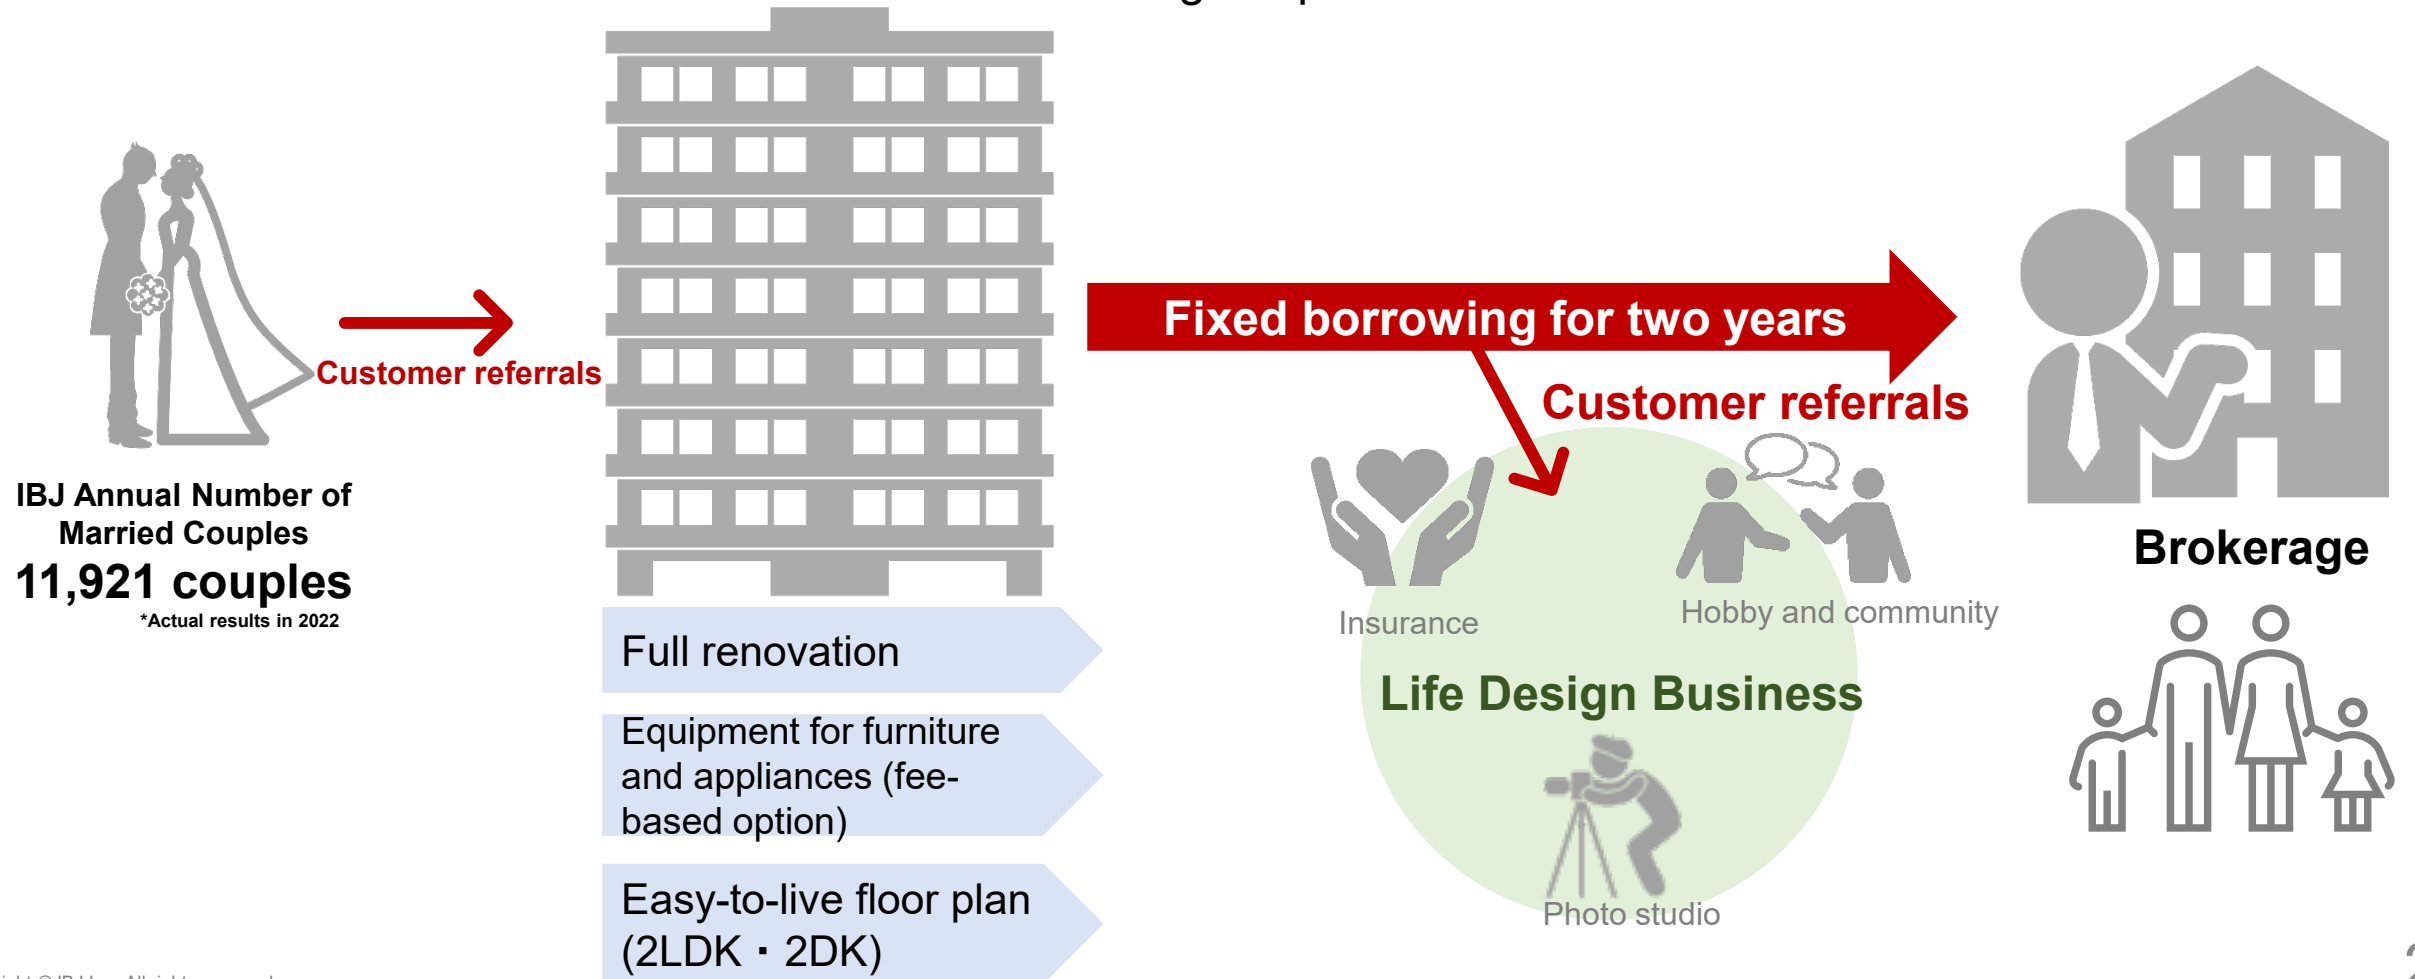 Customer referrals
IBJ Annual Number of
Married Couples
11,921 couples
*Actual results in 2022
Full renovation
Equipment for furniture
and appliances (fee-
based option)
Easy-to-live floor plan
(2LDK・2DK)
Fixed borrowing for two years
Customer referrals
Insurance
Hobby and community
Life Design Business
Photo studio
Brokerage